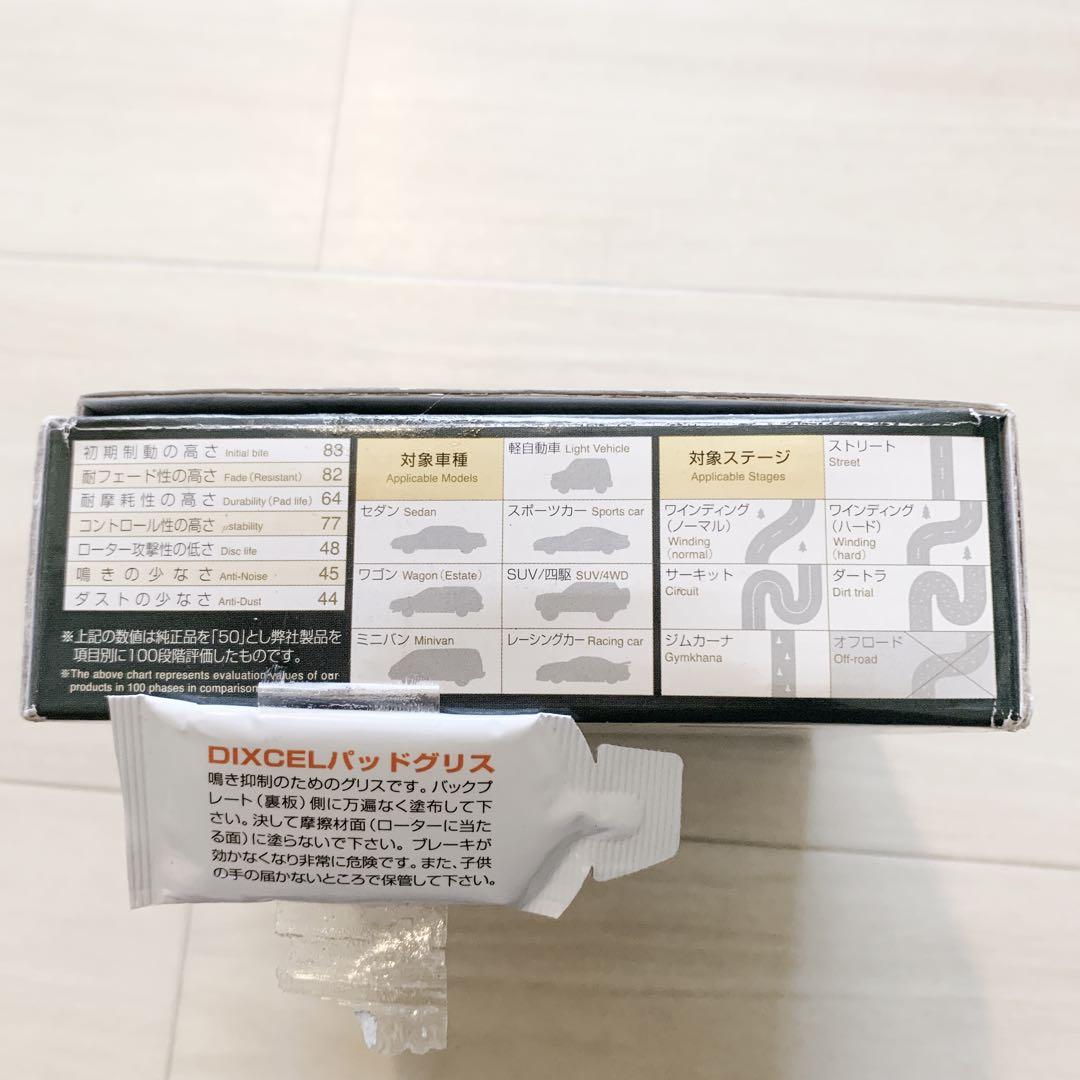 初期制動の高さ Initial bite 83
耐フェード性の高さ Fade (Resistant) 82
耐摩耗性の高さ Durability (Pad life) 64
コントロール性の高さ μstability 77
ローター攻撃性の低さ Disc life 48
鳴きの少なさ Anti-Noise 45
ダストの少なさ Anti-Dust 44
※上記の数値は純正品を「50」とし弊社製品を
項目別に100段階評価したものです。
※The above chart represents evaluation values of our
products in 100 phases in comparison
対象車種
Applicable Models
軽自動車 Light Vehicle
セダン Sedan
スポーツカー Sports car
ワゴン Wagon (Estate)
SUV/四駆 SUV/4WD
ミニバン Minivan
レーシングカー Racing car
対象ステージ
Applicable Stages
ストリート
Street
ワインディング
(ノーマル)
Winding
(normal)
ワインディング
(ハード)
Winding
(hard)
サーキット
Circuit
ダートラ
Dirt trial
ジムカーナ
Gymkhana
オフロード
Off-road
DIXCELパッドグリス
鳴き抑制のためのグリスです。バックプ
レート(裏板)側に万遍なく塗布して下
さい。決して摩擦材面(ローターに当た
る面)に塗らないで下さい。ブレーキが
効かなくなり非常に危険です。また、子供
の手の届かないところで保管して下さい。